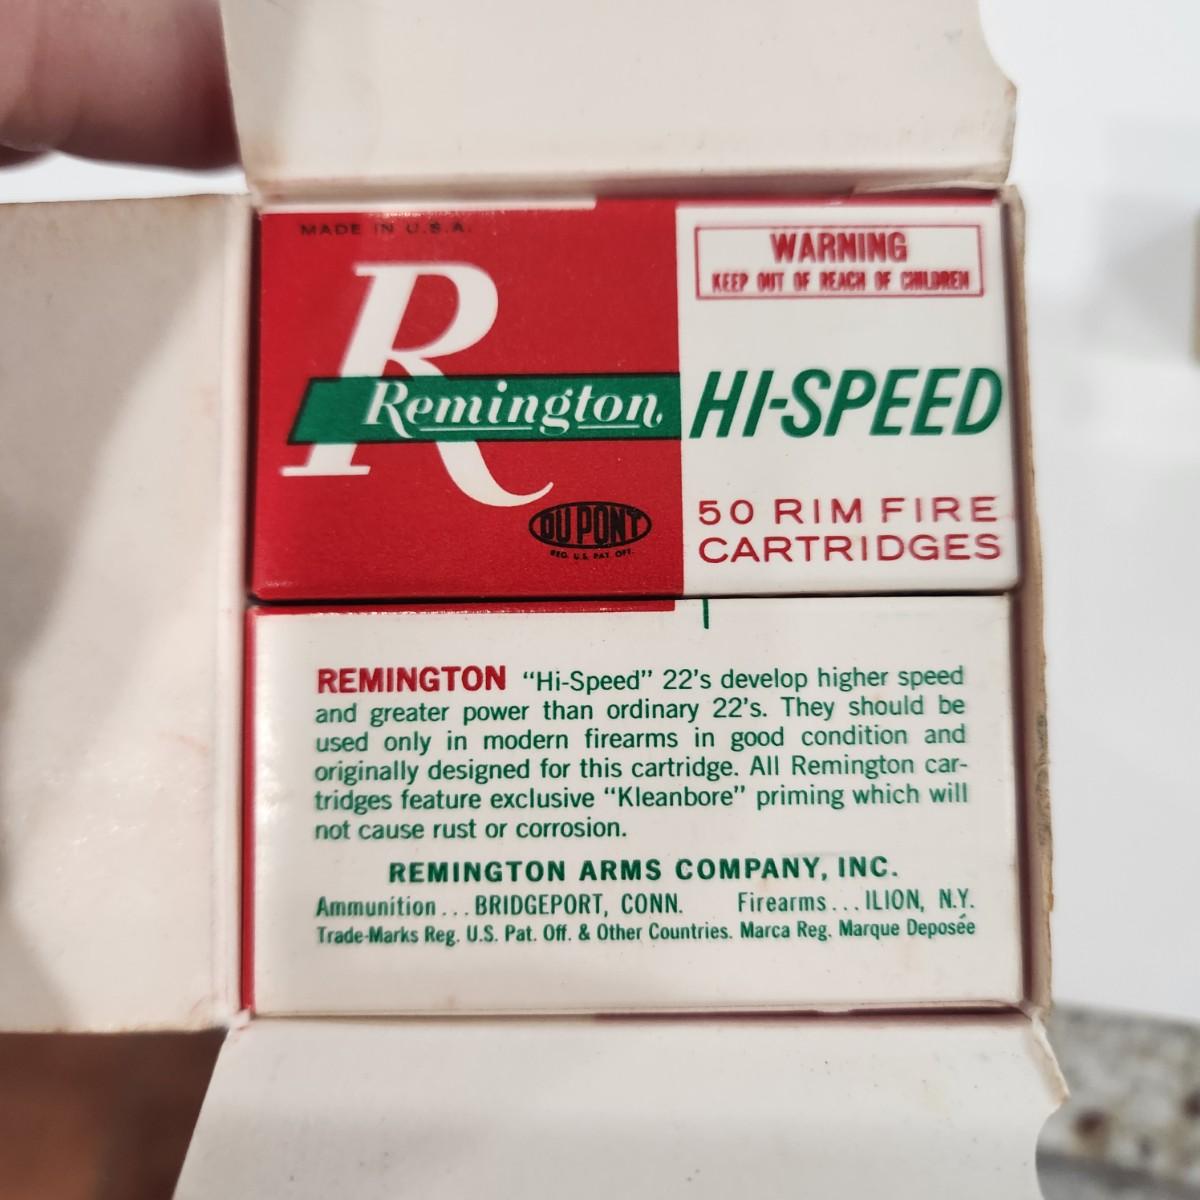 MADE IN U.S.A.
WARNING
KEEP OUT OF REACH OF CHILDREN
R
Remington
HI-SPEED
50 RIM FIRE
CARTRIDGES
DU PONT
REG. U.S. PAT. OFF.
REMINGTON “Hi-Speed” 22's develop higher speed
and greater power than ordinary 22's. They should be
used only in modern firearms in good condition and
originally designed for this cartridge. All Remington car-
tridges feature exclusive “Kleanbore” priming which will
not cause rust or corrosion.
REMINGTON ARMS COMPANY, INC.
Ammunition...BRIDGEPORT, CONN. Firearms...ILION, N.Y.
Trade-Marks Reg. U.S. Pat. Off. & Other Countries. Marca Reg. Marque Deposée